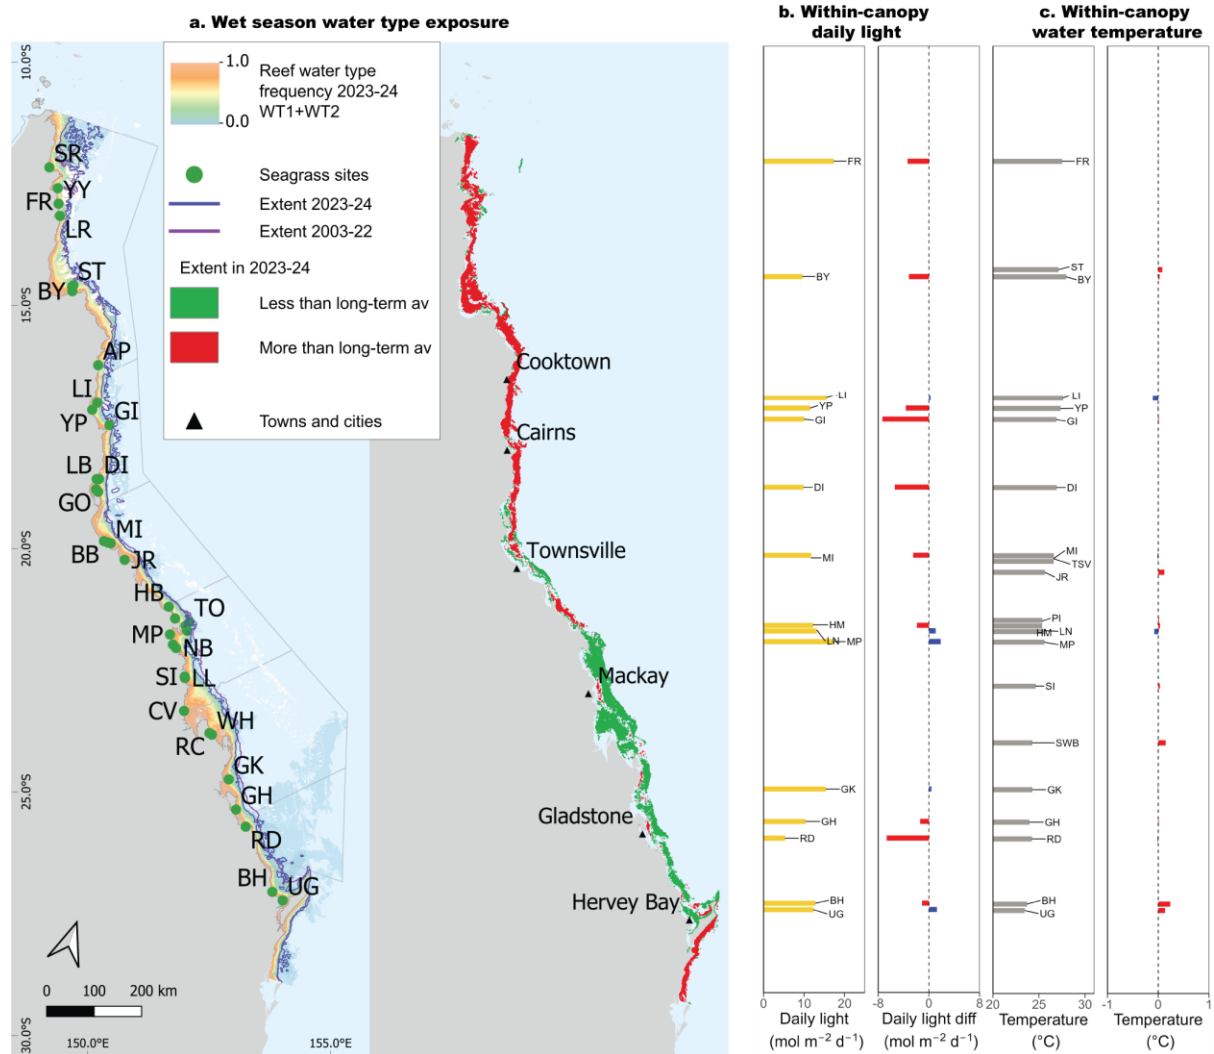 a. Wet season water type exposure
10.0°S
15.0°S
20.0°S
25.0°S
30.0°S
150.0°E
155.0°E
1.0
0.0
Reef water type
frequency 2023-24
WT1+WT2
Seagrass sites
Extent 2023-24
Extent 2003-22
Extent in 2023-24
Less than long-term av
More than long-term av
Towns and cities
SR
YY
FR
LR
ST
BY
AP
LI
GI
YP
LB
DI
GO
MI
BB
JR
HB
TO
MP
NB
SI
LL
CV
WH
RC
GK
GH
RD
BH
UG
0 100 200 km
Cooktown
Cairns
Townsville
Mackay
Gladstone
Hervey Bay
b. Within-canopy
daily light
FR
BY
LI
YP
GI
DI
MI
HM
LN
MP
GK
GH
RD
BH
UG
0 10 20
Daily light
(mol m⁻² d⁻¹)
-8 0 8
Daily light diff
(mol m⁻² d⁻¹)
c. Within-canopy
water temperature
FR
ST
BY
LI
YP
GI
DI
MI
TSV
JR
PI
HM
LN
MP
SI
SWB
GK
GH
RD
BH
UG
20 25 30
Temperature
(°C)
-1 0 1
Temperature
(°C)